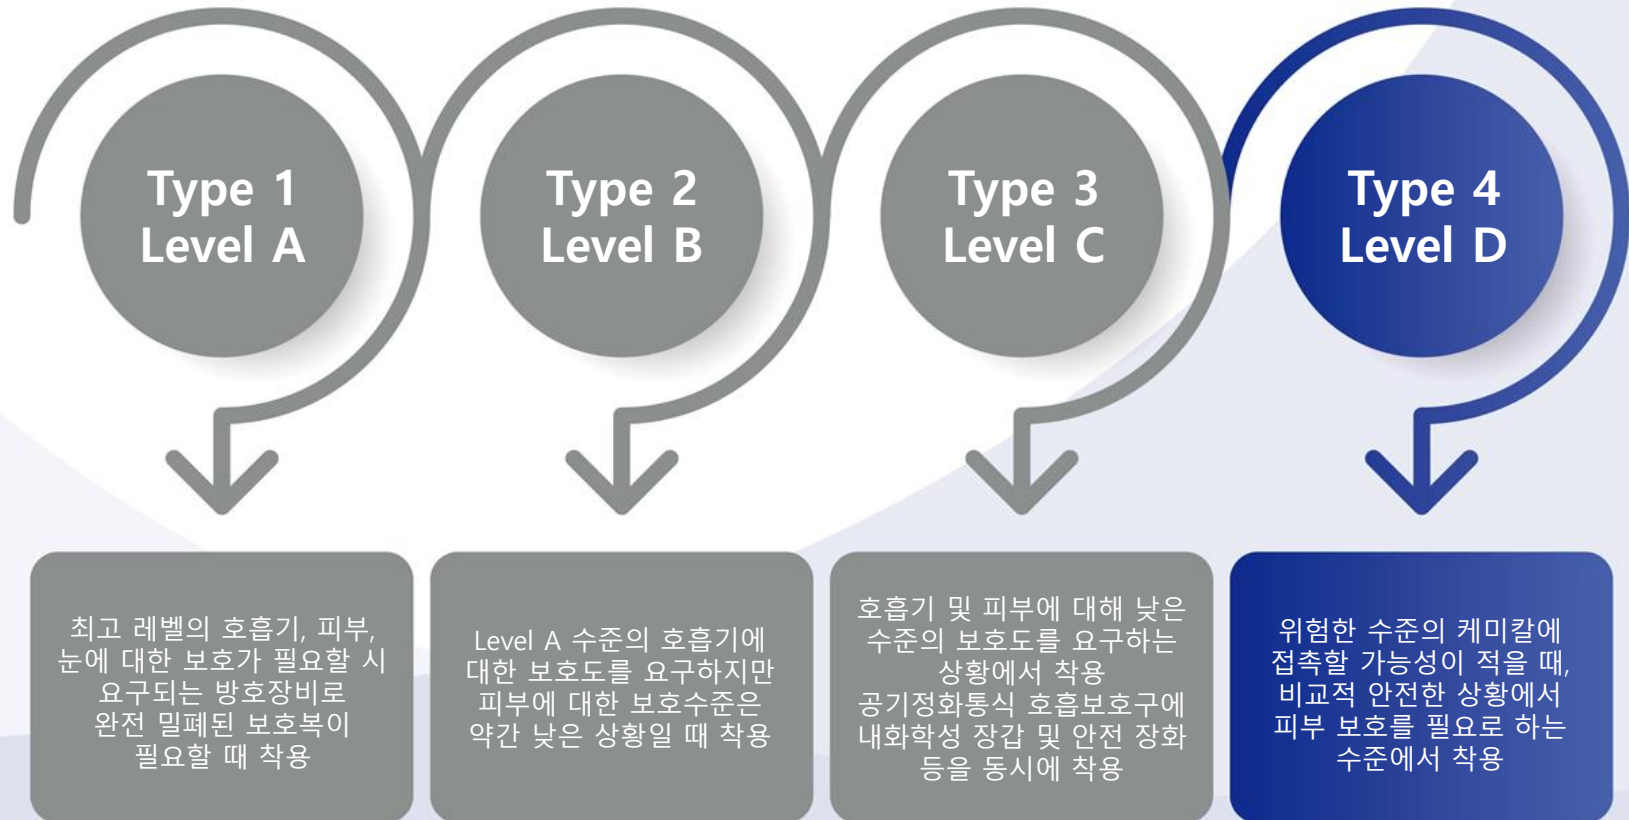 Type 1
Level A
Type 2
Level B
Type 3
Level C
Type 4
Level D
최고 레벨의 호흡기, 피부,
눈에 대한 보호가 필요할 시
요구되는 방호장비로
완전 밀폐된 보호복이
필요할 때 착용
Level A 수준의 호흡기에
대한 보호도를 요구하지만
피부에 대한 보호수준은
약간 낮은 상황일 때 착용
호흡기 및 피부에 대해 낮은
수준의 보호도를 요구하는
상황에서 착용
공기정화통식 호흡보호구에
내화학성 장갑 및 안전 장화
등을 동시에 착용
위험한 수준의 케미칼에
접촉할 가능성이 적을 때,
비교적 안전한 상황에서
피부 보호를 필요로 하는
수준에서 착용